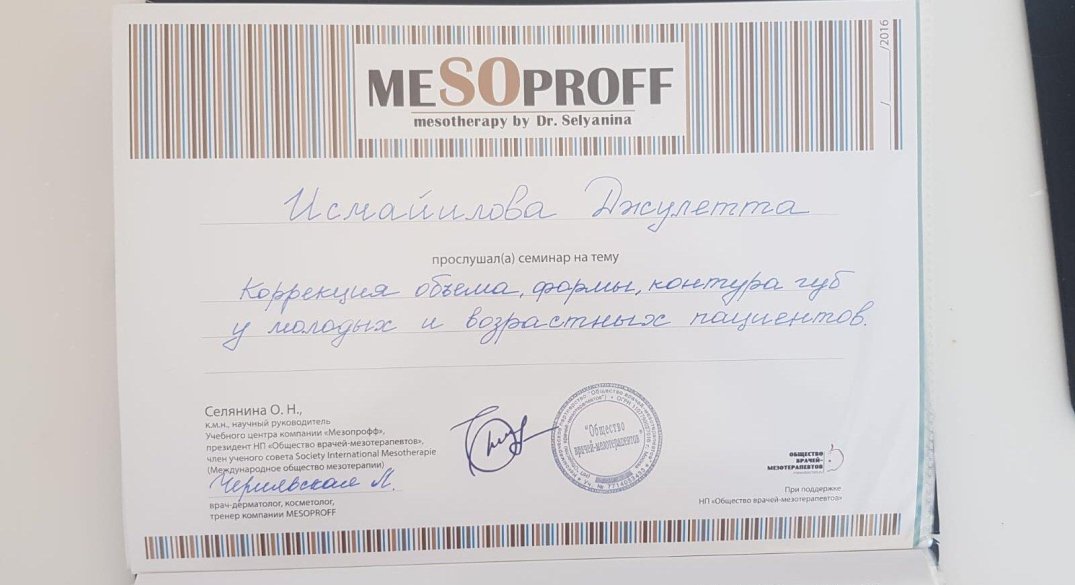 /2016
MESOPROFF
mesotherapy by Dr. Selyanina
Исмайилова Джулетта
прослушал(а) семинар на тему
Коррекция объема, формы, контура губ
у молодых и возрастных пациентов.
Селянина О. Н.,
к.м.н., научный руководитель
Учебного центра компании «Мезопрофф»,
президент НП «Общество врачей-мезотерапевтов»,
член ученого совета Society International Mesotherapie
(Международное общество мезотерапии)
Л.
врач-дерматолог, косметолог,
тренер компании MESOPROFF
"Общество
врачей-мезотерапевтов"
ОБЩЕСТВО
ВРАЧЕЙ-
МЕЗОТЕРАПЕВТОВ
При поддержке
НП «Общество врачей-мезотерапевтов»